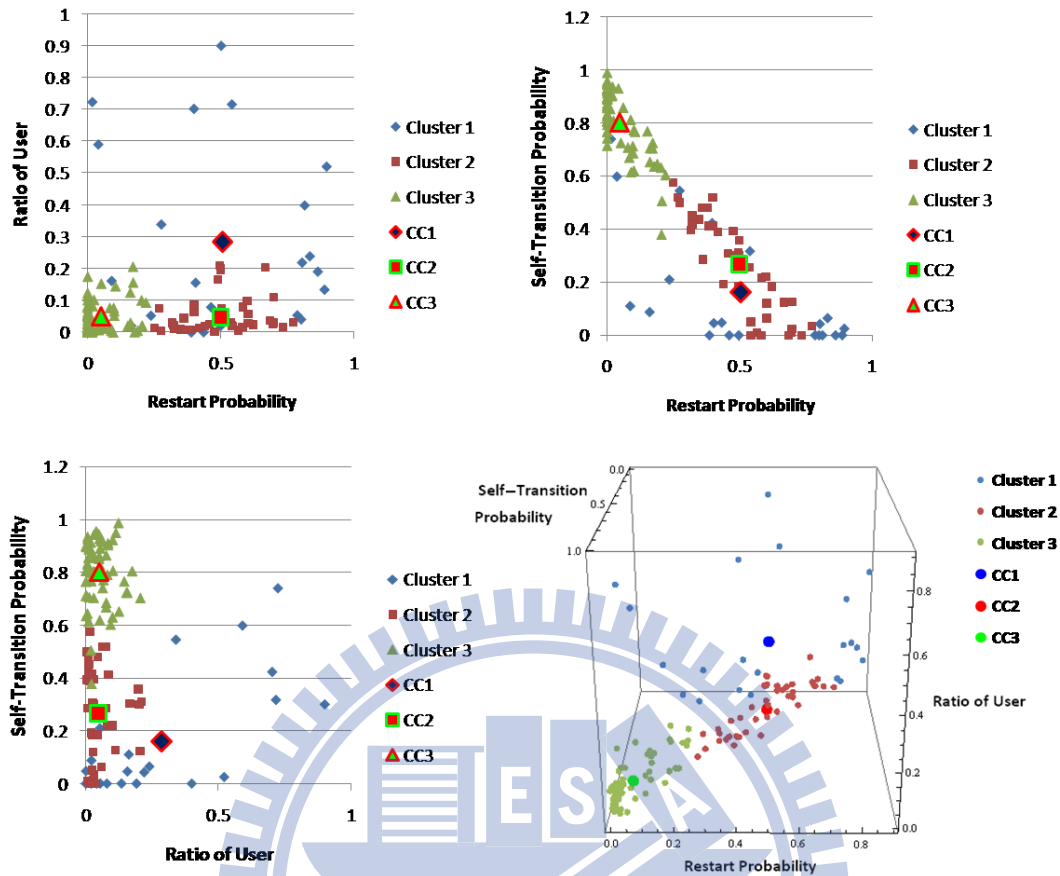 1
0.9
0.8
0.7
0.6
0.5
0.4
0.3
0.2
0.1
0
0 0.5 1
Ratio of User
Restart Probability
Cluster 1
Cluster 2
Cluster 3
CC1
CC2
CC3
1.2
1
0.8
0.6
0.4
0.2
0
0 0.5 1
Self-Transition Probability
Restart Probability
Cluster 1
Cluster 2
Cluster 3
CC1
CC2
CC3
1.2
1
0.8
0.6
0.4
0.2
0
0 0.5 1
Self-Transition Probability
Ratio of User
Cluster 1
Cluster 2
Cluster 3
CC1
CC2
CC3
0.0
0.5
1.0
Self–Transition
Probability
0.8
0.6
0.4
0.2
0.0
Ratio of User
0.0 0.2 0.4 0.6 0.8
Restart Probability
Cluster 1
Cluster 2
Cluster 3
CC1
CC2
CC3
E S A